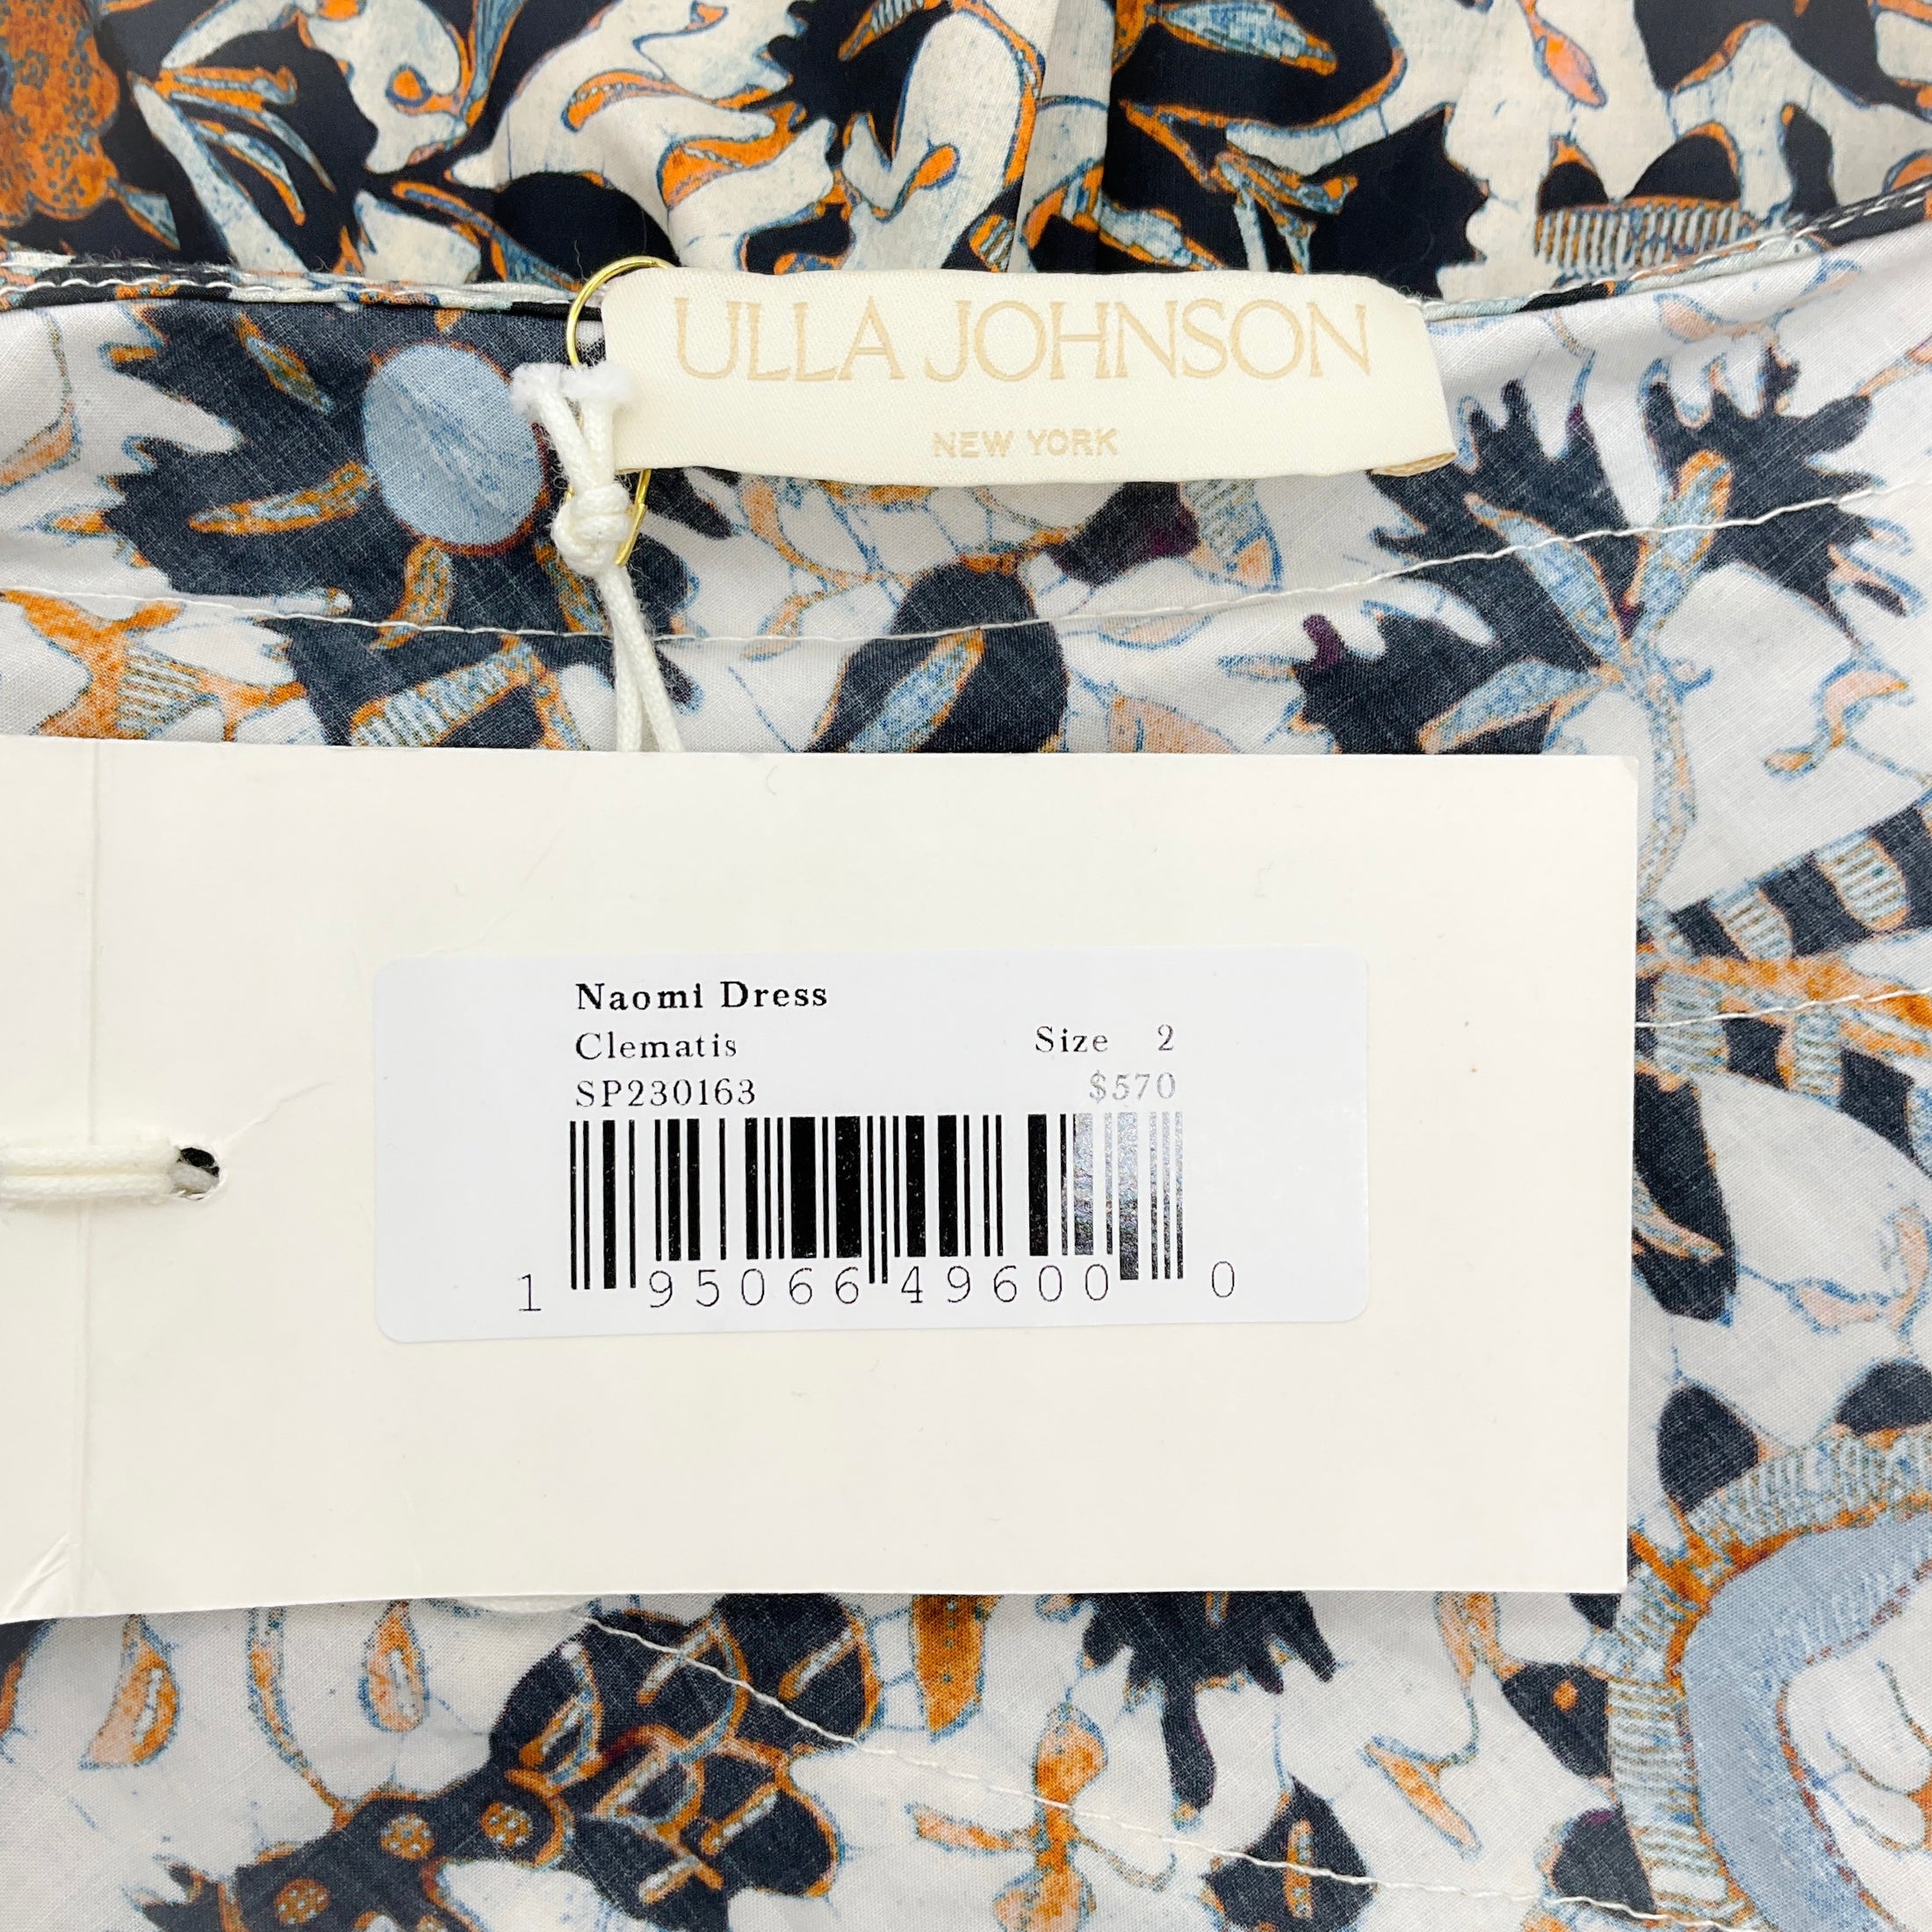 ULLA JOHNSON
NEW YORK
Naomi Dress
Clematis Size 2
SP230163 $570
1 95066 49600 0